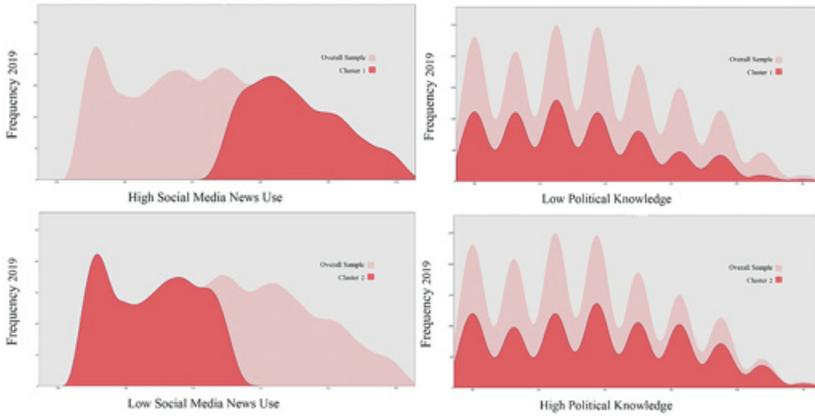 Frequency 2019
Overall Sample
Cluster 1
High Social Media News Use
Frequency 2019
Overall Sample
Cluster 1
Low Political Knowledge
Frequency 2019
Overall Sample
Cluster 2
Low Social Media News Use
Frequency 2019
Overall Sample
Cluster 2
High Political Knowledge